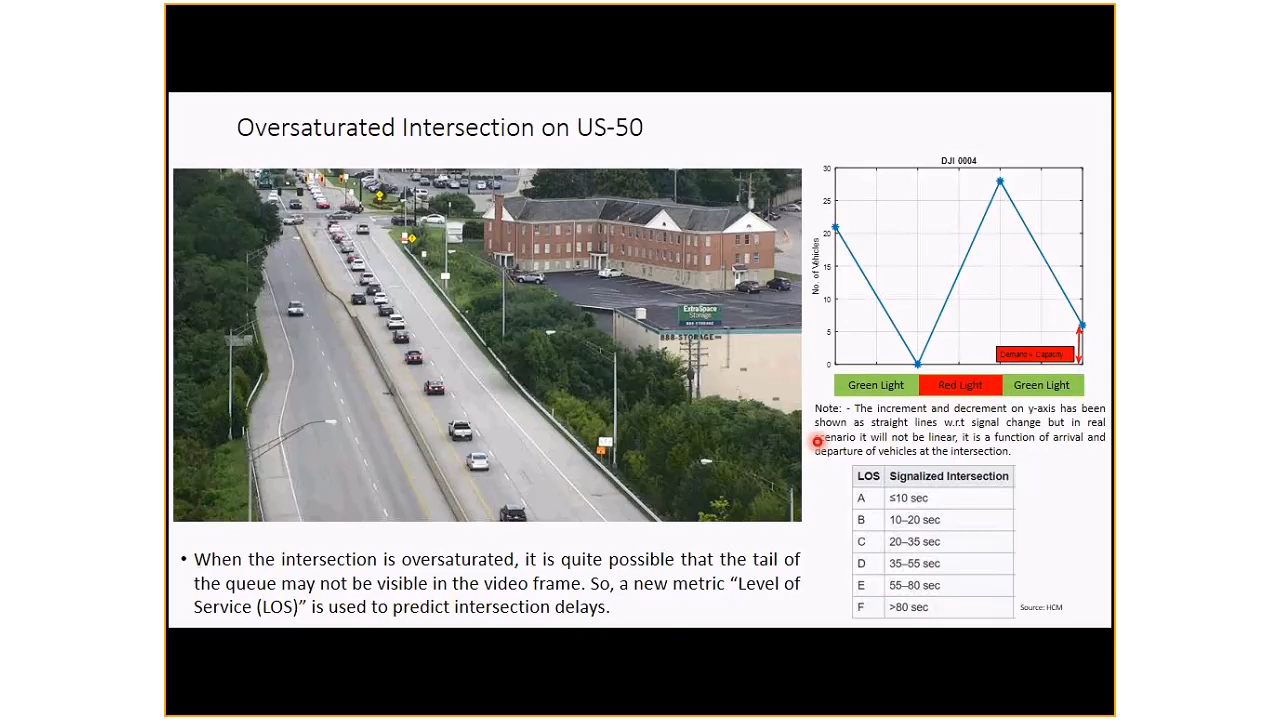 Oversaturated Intersection on US-50
DJI 0004
30
25
20
15
10
5
0
No. of Vehicles
Demans > Capacity
Green Light Red Light Green Light
Note: - The increment and decrement on y-axis has been
shown as straight lines w.r.t signal change but in real
scenario it will not be linear, it is a function of arrival and
departure of vehicles at the intersection.
ExtraSpace
Storage
888-STORAGE
888-STORAGE
LOS Signalized Intersection
A ≤10 sec
B 10–20 sec
C 20–35 sec
D 35–55 sec
E 55–80 sec
F >80 sec
Source: HCM
• When the intersection is oversaturated, it is quite possible that the tail of
the queue may not be visible in the video frame. So, a new metric “Level of
Service (LOS)” is used to predict intersection delays.